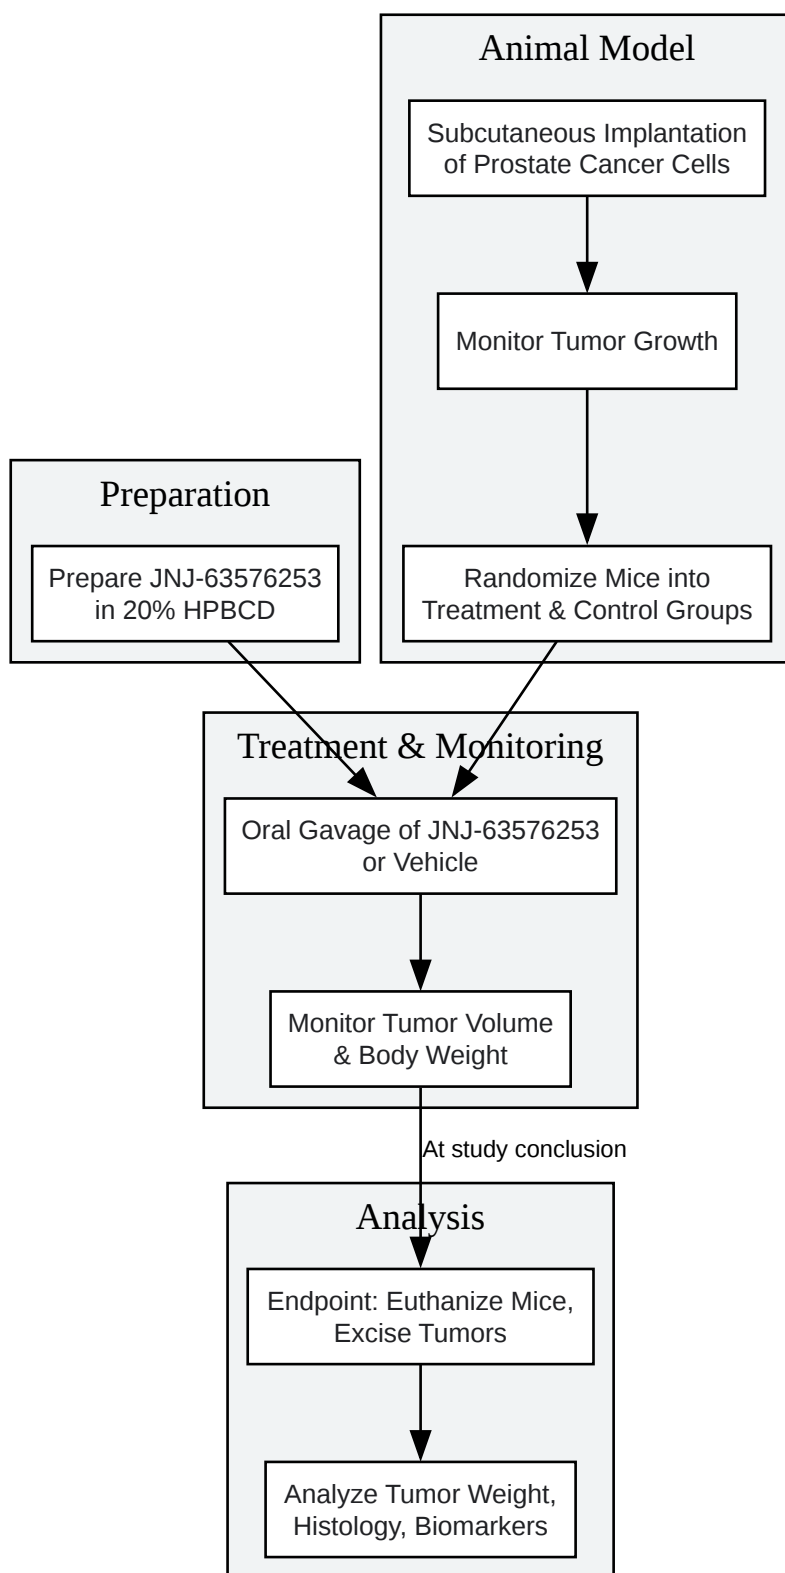 Animal Model
Subcutaneous Implantation
of Prostate Cancer Cells
Monitor Tumor Growth
Preparation
Prepare JNJ-63576253
in 20% HPBCD
Randomize Mice into
Treatment & Control Groups
Treatment & Monitoring
Oral Gavage of JNJ-63576253
or Vehicle
Monitor Tumor Volume
& Body Weight
At study conclusion
Analysis
Endpoint: Euthanize Mice,
Excise Tumors
Analyze Tumor Weight,
Histology, Biomarkers